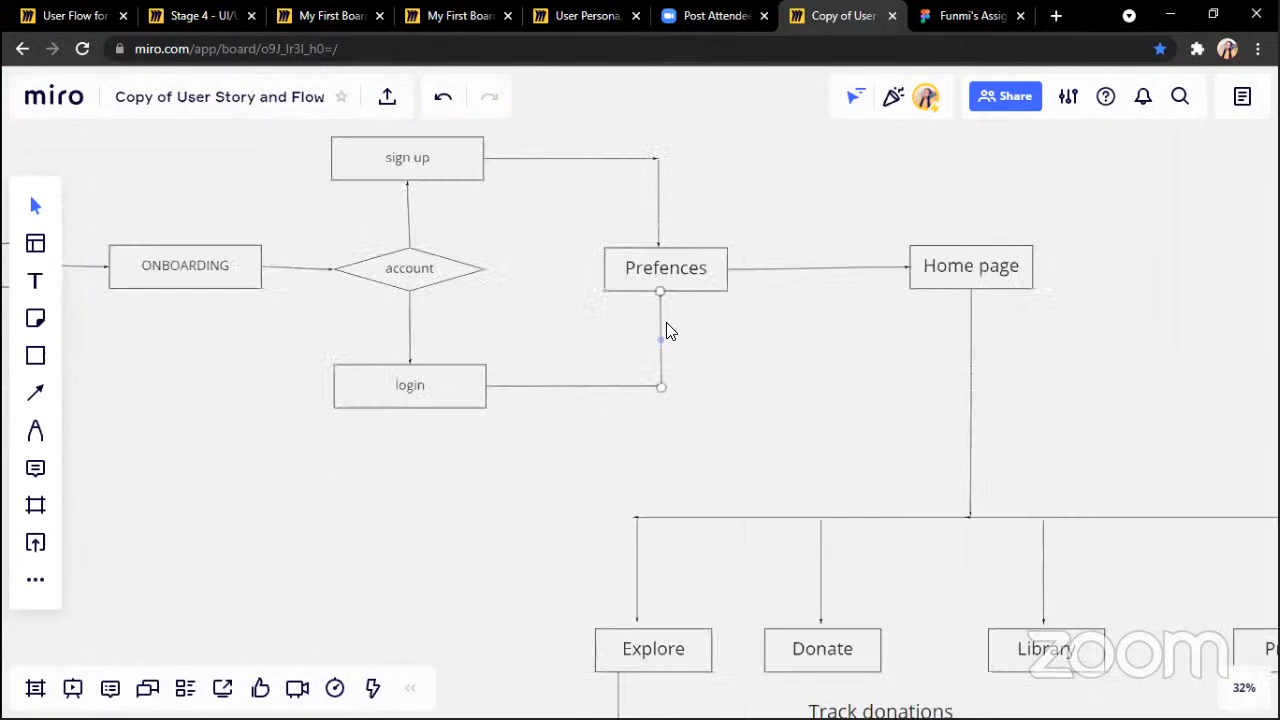 User Flow for
Stage 4 - UI/U
My First Boar
My First Boar
User Persona,
Post Attende
Copy of User
Funmi's Assig
miro.com/app/board/o9J_lr3l_h0=/
miro
Copy of User Story and Flow
Share
sign up
ONBOARDING
account
Prefences
Home page
login
Explore
Donate
Library
P
Track donations
zoom
32%